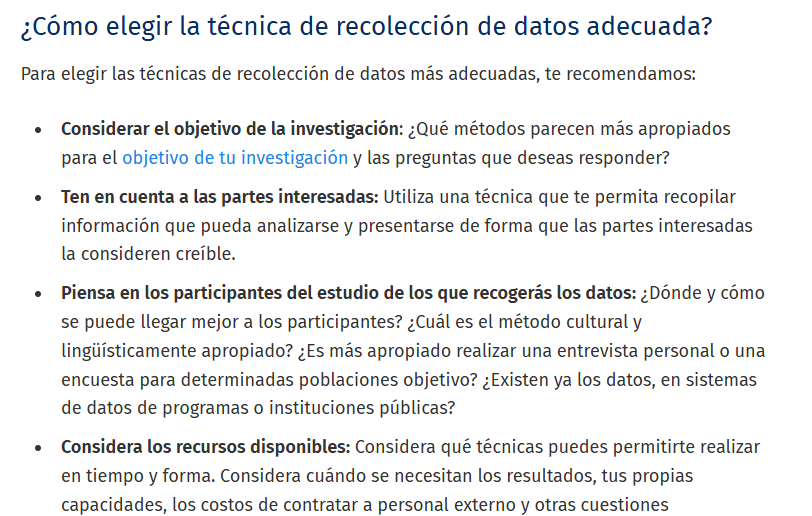 ¿Cómo elegir la técnica de recolección de datos adecuada?
Para elegir las técnicas de recolección de datos más adecuadas, te recomendamos:
• Considerar el objetivo de la investigación: ¿Qué métodos parecen más apropiados
para el objetivo de tu investigación y las preguntas que deseas responder?
• Ten en cuenta a las partes interesadas: Utiliza una técnica que te permita recopilar
información que pueda analizarse y presentarse de forma que las partes interesadas
la consideren creíble.
• Piensa en los participantes del estudio de los que recogerás los datos: ¿Dónde y cómo
se puede llegar mejor a los participantes? ¿Cuál es el método cultural y
lingüísticamente apropiado? ¿Es más apropiado realizar una entrevista personal o una
encuesta para determinadas poblaciones objetivo? ¿Existen ya los datos, en sistemas
de datos de programas o instituciones públicas?
• Considera los recursos disponibles: Considera qué técnicas puedes permitirte realizar
en tiempo y forma. Considera cuándo se necesitan los resultados, tus propias
capacidades, los costos de contratar a personal externo y otras cuestiones